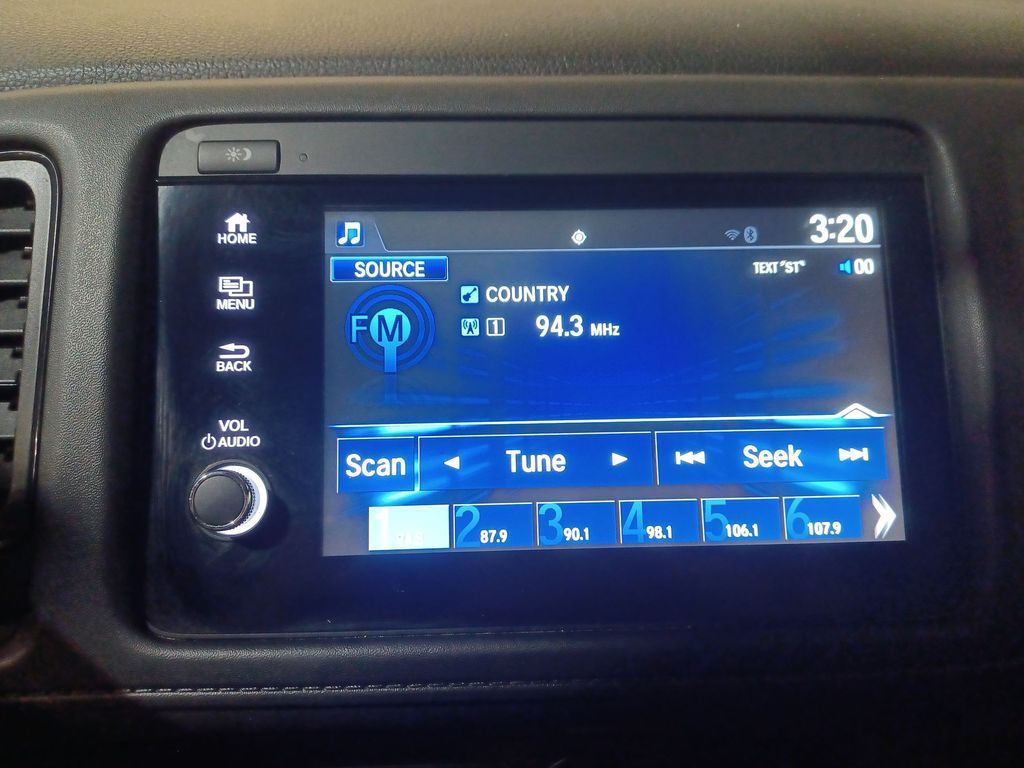 HOME
MENU
BACK
VOL
AUDIO
3:20
SOURCE
TEXT "ST"
00
FM
COUNTRY
1 94.3 MHz
Scan Tune Seek
1 2 87.9 3 90.1 4 98.1 5 106.1 6 107.9